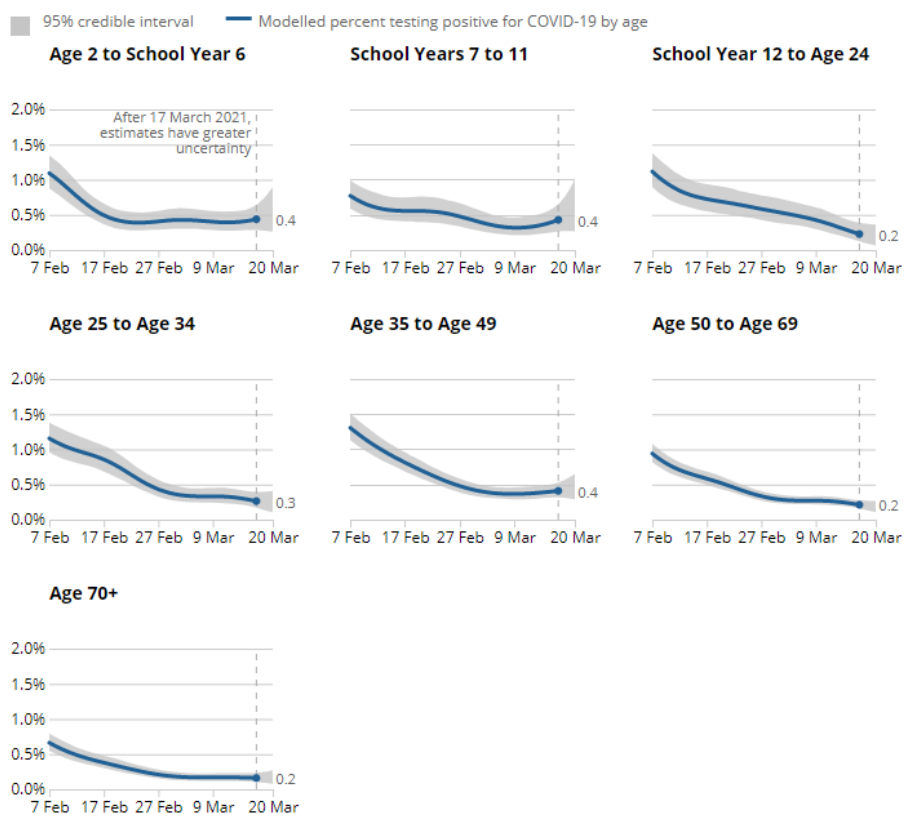 95% credible interval Modelled percent testing positive for COVID-19 by age
Age 2 to School Year 6 School Years 7 to 11 School Year 12 to Age 24
2.0%
After 17 March 2021,
estimates have greater
uncertainty
1.5%
1.0%
0.5%
0.4 0.4 0.2
0.0%
7 Feb 17 Feb 27 Feb 9 Mar 20 Mar 7 Feb 17 Feb 27 Feb 9 Mar 20 Mar 7 Feb 17 Feb 27 Feb 9 Mar 20 Mar
Age 25 to Age 34 Age 35 to Age 49 Age 50 to Age 69
2.0%
1.5%
1.0%
0.5%
0.3 0.4 0.2
0.0%
7 Feb 17 Feb 27 Feb 9 Mar 20 Mar 7 Feb 17 Feb 27 Feb 9 Mar 20 Mar 7 Feb 17 Feb 27 Feb 9 Mar 20 Mar
Age 70+
2.0%
1.5%
1.0%
0.5%
0.2
0.0%
7 Feb 17 Feb 27 Feb 9 Mar 20 Mar